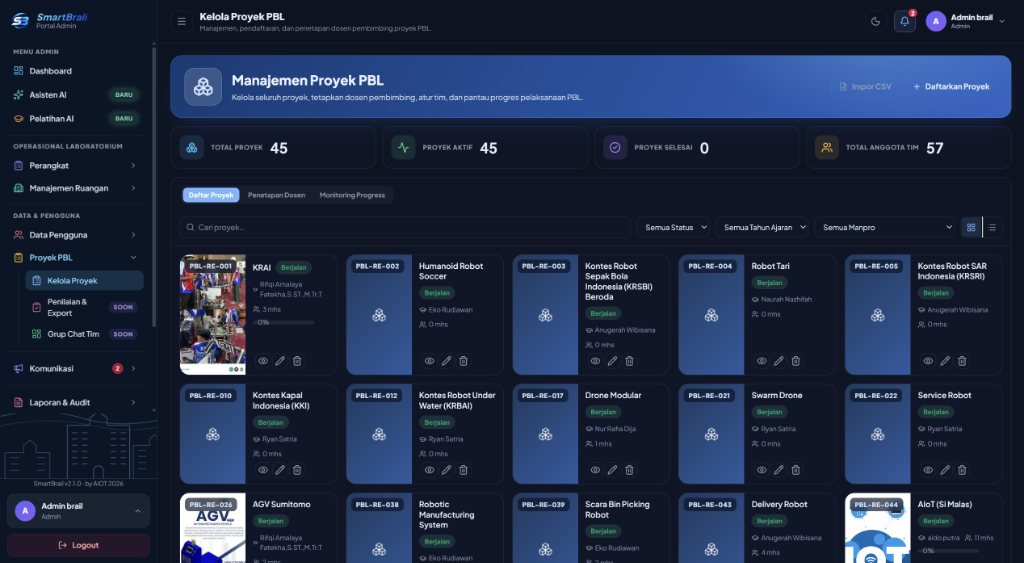 SmartBrail
Portal Admin
MENU ADMIN
Dashboard
Asisten AI BARU
Pelatihan AI BARU
OPERASIONAL LABORATORIUM
Perangkat
Manajemen Ruangan
DATA & PENGGUNA
Data Pengguna
Proyek PBL
Kelola Proyek
Penilaian & Export SOON
Grup Chat Tim SOON
Komunikasi 2
Laporan & Audit
SmartBrail v2.1.0 · by AIOT 2026
A Admin brail
Admin
Logout
Kelola Proyek PBL
Manajemen, pendaftaran, dan penetapan dosen pembimbing proyek PBL.
2
A Admin brail
Admin
Manajemen Proyek PBL
Kelola seluruh proyek, tetapkan dosen pembimbing, atur tim, dan pantau progres pelaksanaan PBL.
Impor CSV
+ Daftarkan Proyek
TOTAL PROYEK 45
PROYEK AKTIF 45
PROYEK SELESAI 0
TOTAL ANGGOTA TIM 57
Daftar Proyek Penetapan Dosen Monitoring Progress
Cari proyek...
Semua Status
Semua Tahun Ajaran
Semua Manpro
PBL-RE-001
KRAI Berjalan
Rifqi Amalaya
Fatekha,S.ST.,M.Tr.T
3 mhs
0%
PBL-RE-002
Humanoid Robot
Soccer
Berjalan
Eko Rudiawan
0 mhs
PBL-RE-003
Kontes Robot
Sepak Bola
Indonesia (KRSBI)
Beroda
Berjalan
Anugerah Wibisana
0 mhs
PBL-RE-004
Robot Tari
Berjalan
Naurah Nazhifah
0 mhs
PBL-RE-005
Kontes Robot SAR
Indonesia (KRSRI)
Berjalan
Anugerah Wibisana
0 mhs
PBL-RE-010
Kontes Kapal
Indonesia (KKI)
Berjalan
Ryan Satria
0 mhs
PBL-RE-012
Kontes Robot Under
Water (KRBAI)
Berjalan
Ryan Satria
0 mhs
PBL-RE-017
Drone Modular
Berjalan
Nur Rafia Dija
1 mhs
PBL-RE-021
Swarm Drone
Berjalan
Ryan Satria
0 mhs
PBL-RE-022
Service Robot
Berjalan
Ryan Satria
0 mhs
PBL-RE-026
AGV
AGV Sumitomo
Berjalan
Rifqi Amalaya
Fatekha,S.ST.,M.Tr.T
PBL-RE-038
Robotic
Manufacturing
System
Berjalan
Eko Rudiawan
PBL-RE-039
Scara Bin Picking
Robot
Berjalan
Eko Rudiawan
PBL-RE-043
Delivery Robot
Berjalan
Anugerah Wibisana
4 mhs
PBL-RE-044
IOT
AIoT (Si Malas)
Berjalan
aldo putra 11 mhs
0%